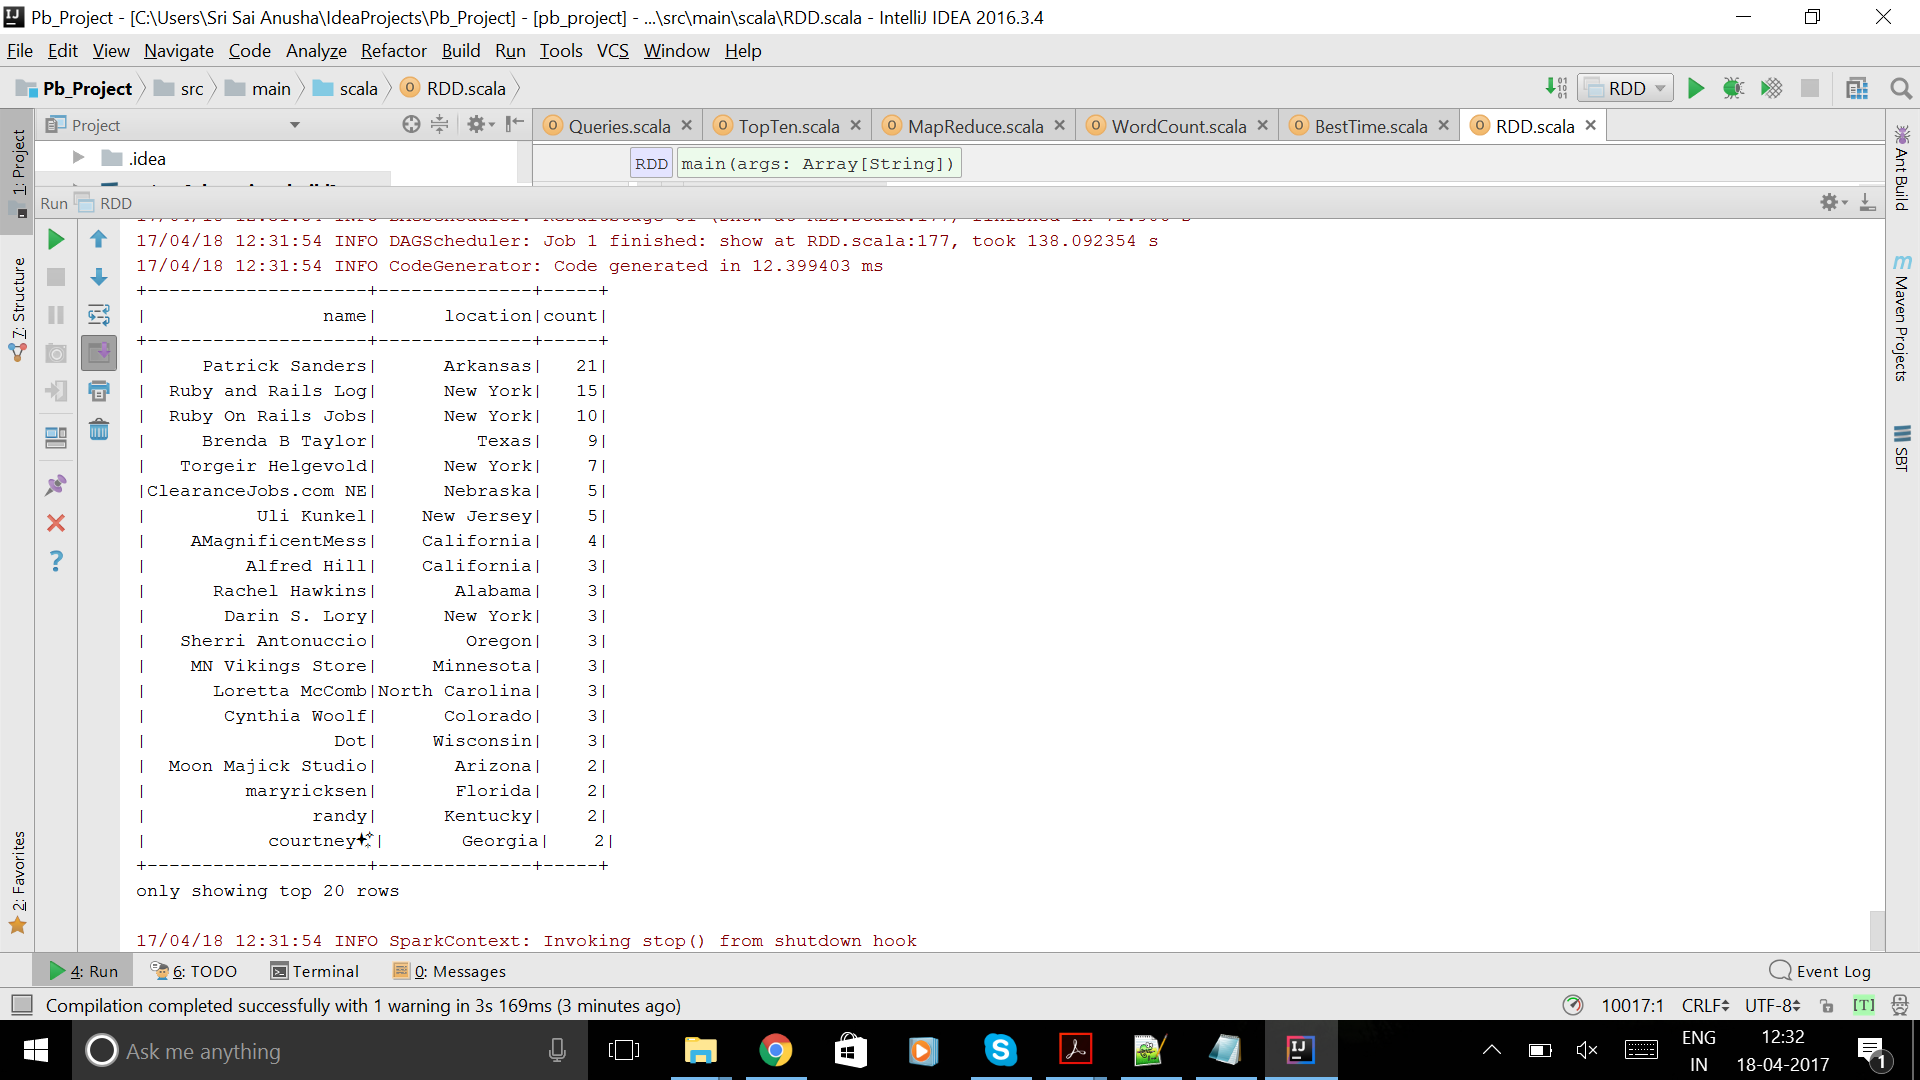 Pb_Project - [C:\Users\Sri Sai Anusha\IdeaProjects\Pb_Project] - [pb_project] - ...\src\main\scala\RDD.scala - IntelliJ IDEA 2016.3.4
File Edit View Navigate Code Analyze Refactor Build Run Tools VCS Window Help
Pb_Project src main scala RDD.scala RDD
Project Queries.scala TopTen.scala MapReduce.scala WordCount.scala BestTime.scala RDD.scala
.idea
RDD main(args: Array[String])
Run RDD
17/04/18 12:31:54 INFO DAGScheduler: Job 1 finished: show at RDD.scala:177, took 138.092354 s
17/04/18 12:31:54 INFO CodeGenerator: Code generated in 12.399403 ms
+--------------------+--------------+-----+
|                name|      location|count|
+--------------------+--------------+-----+
|     Patrick Sanders|      Arkansas|   21|
|  Ruby and Rails Log|      New York|   15|
|  Ruby On Rails Jobs|      New York|   10|
|     Brenda B Taylor|         Texas|    9|
|   Torgeir Helgevold|      New York|    7|
|ClearanceJobs.com NE|      Nebraska|    5|
|          Uli Kunkel|    New Jersey|    5|
|    AMagnificentMess|    California|    4|
|         Alfred Hill|    California|    3|
|      Rachel Hawkins|       Alabama|    3|
|       Darin S. Lory|      New York|    3|
|   Sherri Antonuccio|        Oregon|    3|
|    MN Vikings Store|     Minnesota|    3|
|      Loretta McComb|North Carolina|    3|
|       Cynthia Woolf|      Colorado|    3|
|                 Dot|     Wisconsin|    3|
|  Moon Majick Studio|       Arizona|    2|
|         maryricksen|       Florida|    2|
|               randy|      Kentucky|    2|
|           courtney✨|       Georgia|    2|
+--------------------+--------------+-----+
only showing top 20 rows
17/04/18 12:31:54 INFO SparkContext: Invoking stop() from shutdown hook
1: Project
7: Structure
2: Favorites
Ant Build
Maven Projects
SBT
4: Run 6: TODO Terminal 0: Messages Event Log
Compilation completed successfully with 1 warning in 3s 169ms (3 minutes ago) 10017:1 CRLF UTF-8 [T]
Ask me anything
ENG
IN
12:32
18-04-2017
1